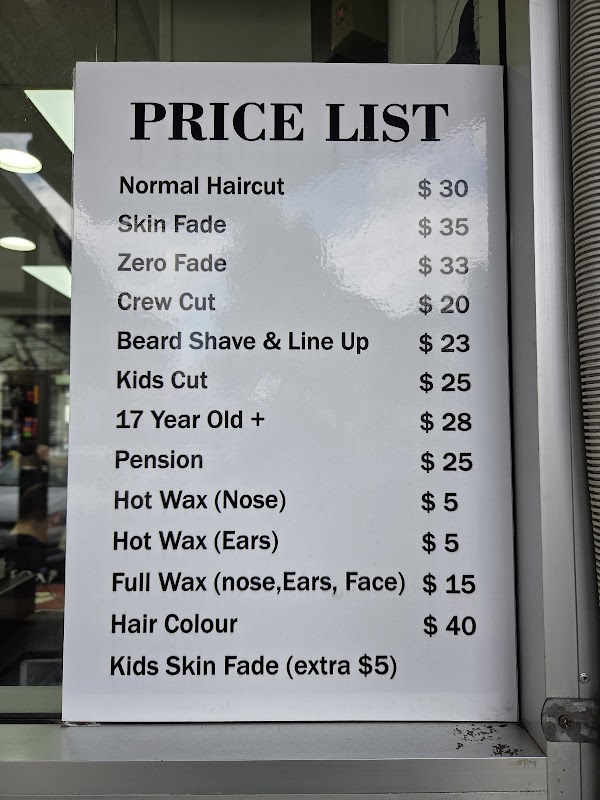 PRICE LIST
Normal Haircut $ 30
Skin Fade $ 35
Zero Fade $ 33
Crew Cut $ 20
Beard Shave & Line Up $ 23
Kids Cut $ 25
17 Year Old + $ 28
Pension $ 25
Hot Wax (Nose) $ 5
Hot Wax (Ears) $ 5
Full Wax (nose,Ears, Face) $ 15
Hair Colour $ 40
Kids Skin Fade (extra $5)